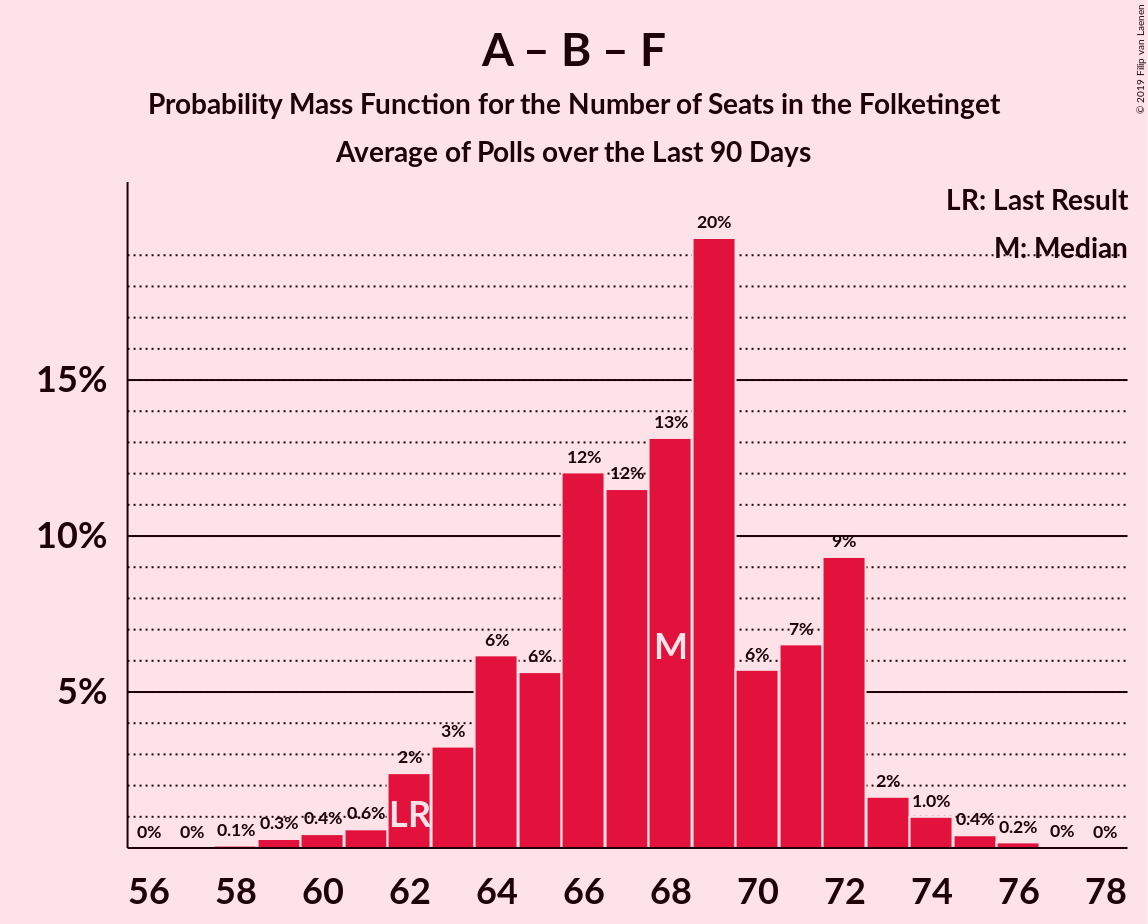 A – B – F
Probability Mass Function for the Number of Seats in the Folketinget
Average of Polls over the Last 90 Days
© 2019 Filip van Laenen
LR: Last Result
M: Median
15%
10%
5%
0%
0%
0.1%
0.3%
0.4%
0.6%
2%
3%
6%
6%
12%
12%
13%
20%
6%
7%
9%
2%
1.0%
0.4%
0.2%
0%
0%
LR
M
56 58 60 62 64 66 68 70 72 74 76 78